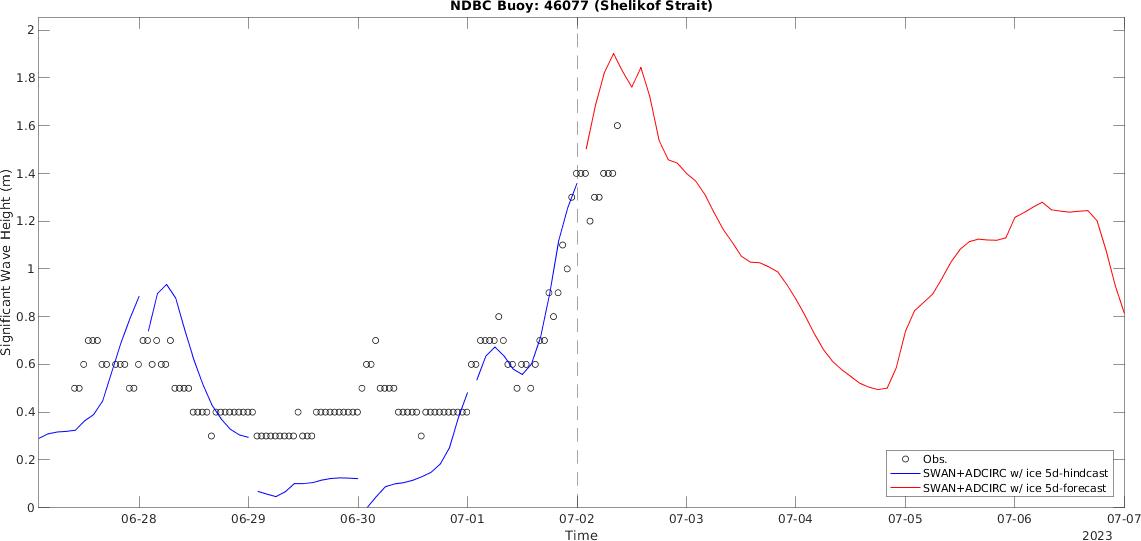 NDBC Buoy: 46077 (Shelikof Strait)
2
1.8
1.6
1.4
1.2
1
0.8
0.6
0.4
0.2
0
Significant Wave Height (m)
Obs.
SWAN+ADCIRC w/ ice 5d-hindcast
SWAN+ADCIRC w/ ice 5d-forecast
06-28 06-29 06-30 07-01 07-02 07-03 07-04 07-05 07-06 07-07
Time
2023